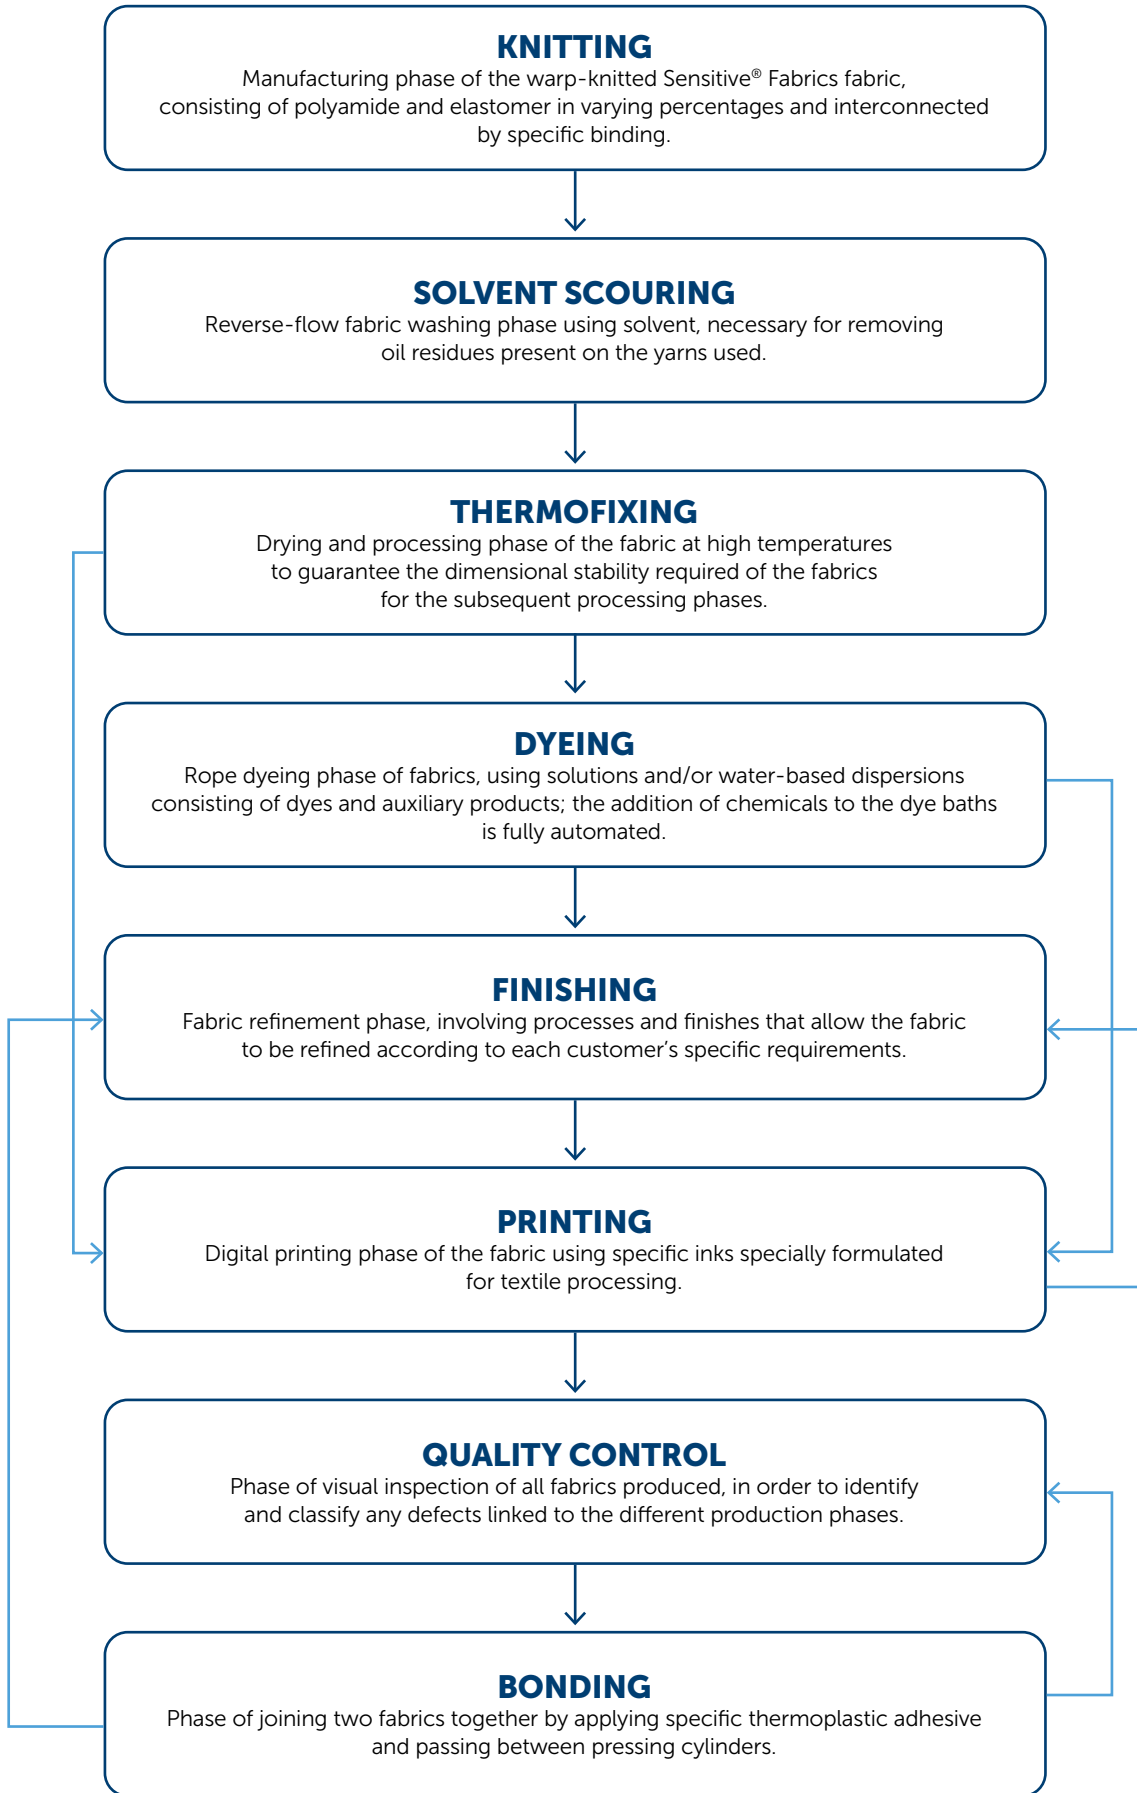 KNITTING
Manufacturing phase of the warp-knitted Sensitive® Fabrics fabric,
consisting of polyamide and elastomer in varying percentages and interconnected
by specific binding.
SOLVENT SCOURING
Reverse-flow fabric washing phase using solvent, necessary for removing
oil residues present on the yarns used.
THERMOFIXING
Drying and processing phase of the fabric at high temperatures
to guarantee the dimensional stability required of the fabrics
for the subsequent processing phases.
DYEING
Rope dyeing phase of fabrics, using solutions and/or water-based dispersions
consisting of dyes and auxiliary products; the addition of chemicals to the dye baths
is fully automated.
FINISHING
Fabric refinement phase, involving processes and finishes that allow the fabric
to be refined according to each customer’s specific requirements.
PRINTING
Digital printing phase of the fabric using specific inks specially formulated
for textile processing.
QUALITY CONTROL
Phase of visual inspection of all fabrics produced, in order to identify
and classify any defects linked to the different production phases.
BONDING
Phase of joining two fabrics together by applying specific thermoplastic adhesive
and passing between pressing cylinders.